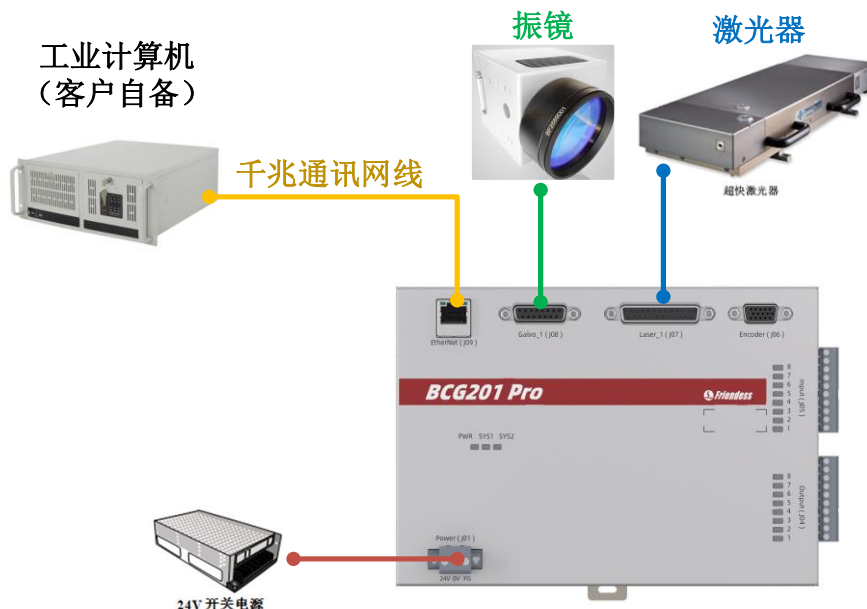 工业计算机
（客户自备）
振镜
激光器
千兆通讯网线
BF2S59001
超快激光器
EtherNet ( J09 )
Galvo_1 ( J08 )
Laser_1 ( J07 )
Encoder ( J06 )
BCG201 Pro
Friendess
8
7
6
5
4
3
2
1
Input ( J05 )
PWR SYS1 SYS2
8
7
6
5
4
3
2
1
Output ( J04 )
Power ( J01 )
24V 0V FG
24V 开关电源